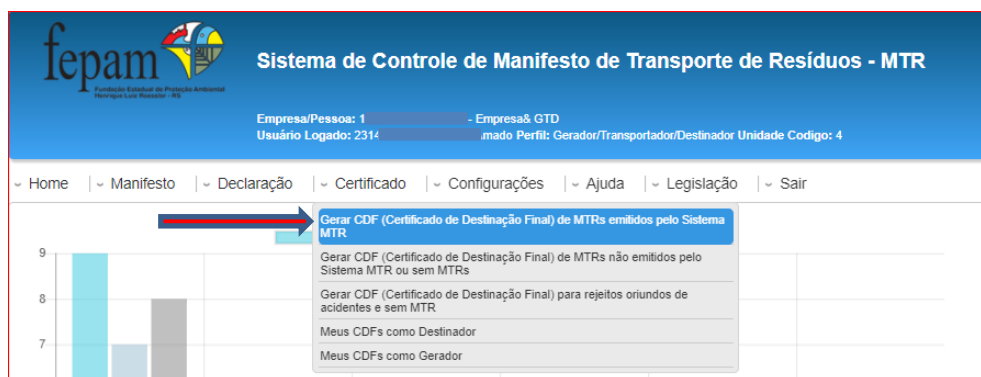 fepam
Fundação Estadual de Proteção Ambiental
Henrique Luiz Roessler - RS
Sistema de Controle de Manifesto de Transporte de Resíduos - MTR
Empresa/Pessoa: 1 - Empresa& GTD
Usuário Logado: 2314 mado Perfil: Gerador/Transportador/Destinador Unidade Codigo: 4
Home Manifesto Declaração Certificado Configurações Ajuda Legislação Sair
Gerar CDF (Certificado de Destinação Final) de MTRs emitidos pelo Sistema
MTR
Gerar CDF (Certificado de Destinação Final) de MTRs não emitidos pelo
Sistema MTR ou sem MTRs
Gerar CDF (Certificado de Destinação Final) para rejeitos oriundos de
acidentes e sem MTR
Meus CDFs como Destinador
Meus CDFs como Gerador
9
8
7